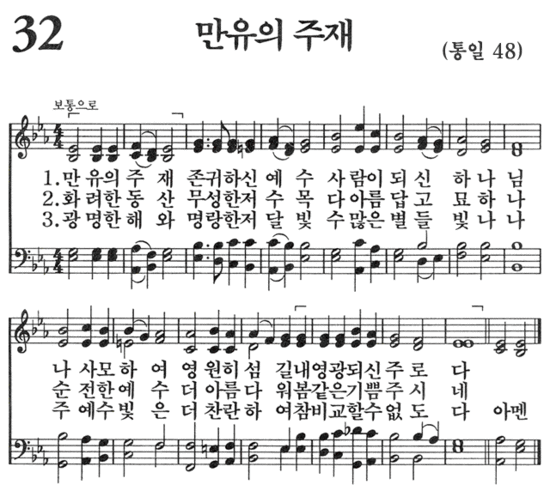 32
만유의 주재
(통일 48)
보통으로
4
4
1. 만유의 주 재 존귀하신 예 수 사람이 되 신 하 나 님
2. 화 려한 동 산 무성한저 수 목 다아름 답 고 묘 하 나
3. 광 명한 해 와 명랑한저 달 빛 수많은 별 들 빛 나 나
4
4
나 사모 하 여 영 원히 섬 길내영광되신주 로 다
순 전한 예 수 더 아름 다 워봄같은기쁨주 시 네
주 예수 빛 은 더 찬란 하 여참비교할수없 도 다 아멘